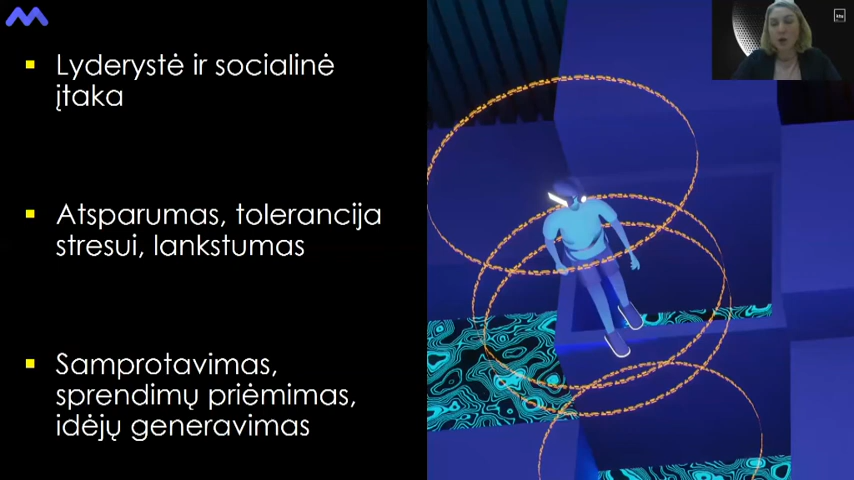 Lyderystė ir socialinė
įtaka
Atsparumas, tolerancija
stresui, lankstumas
Samprotavimas,
sprendimų priėmimas,
idėjų generavimas